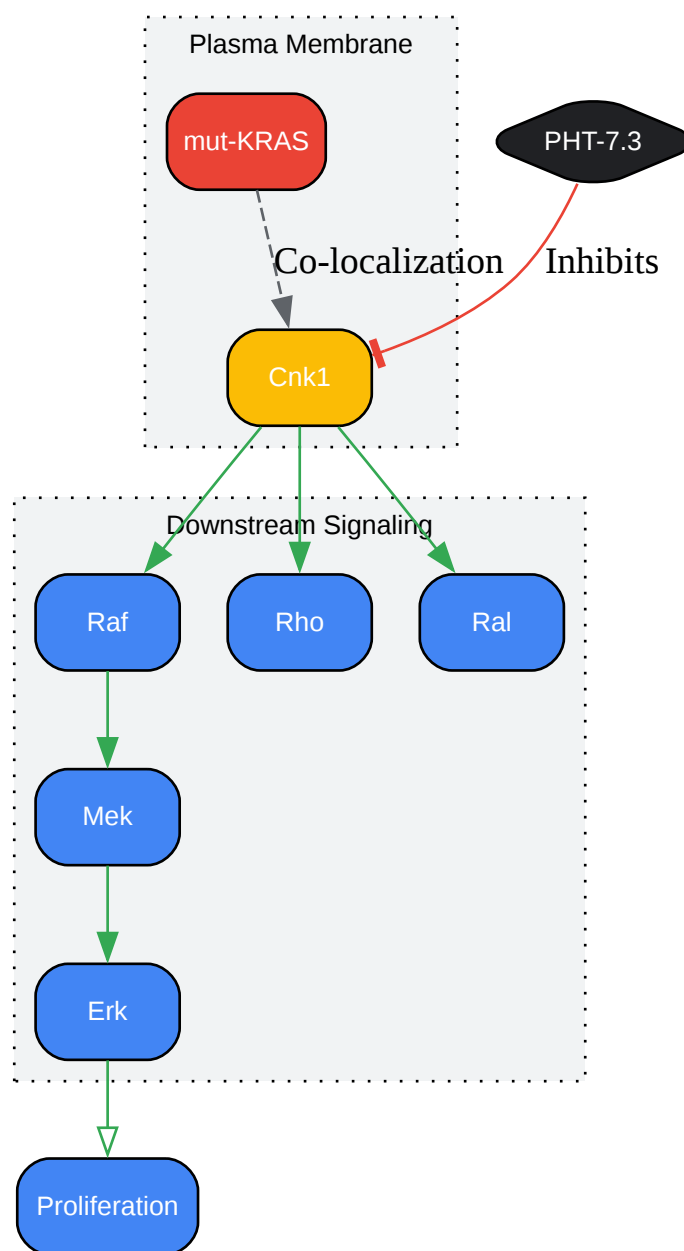 Plasma Membrane
mut-KRAS
PHT-7.3
Co-localization
Inhibits
Cnk1
Downstream Signaling
Raf
Rho
Ral
Mek
Erk
Proliferation